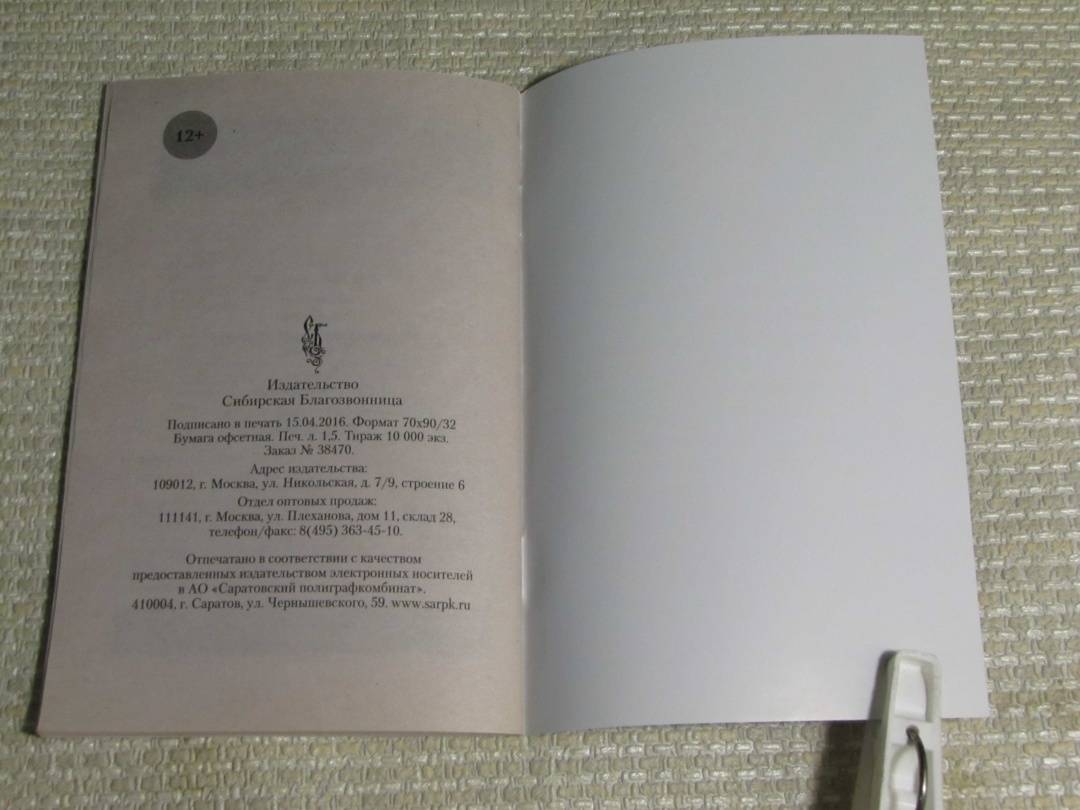 12+
СБ
Издательство
Сибирская Благозвонница
Подписано в печать 15.04.2016. Формат 70х90/32
Бумага офсетная. Печ. л. 1,5. Тираж 10 000 экз.
Заказ № 38470.
Адрес издательства:
109012, г. Москва, ул. Никольская, д. 7/9, строение 6
Отдел оптовых продаж:
111141, г. Москва, ул. Плеханова, дом 11, склад 28,
телефон/факс: 8(495) 363-45-10.
Отпечатано в соответствии с качеством
предоставленных издательством электронных носителей
в АО «Саратовский полиграфкомбинат».
410004, г. Саратов, ул. Чернышевского, 59. www.sarpk.ru